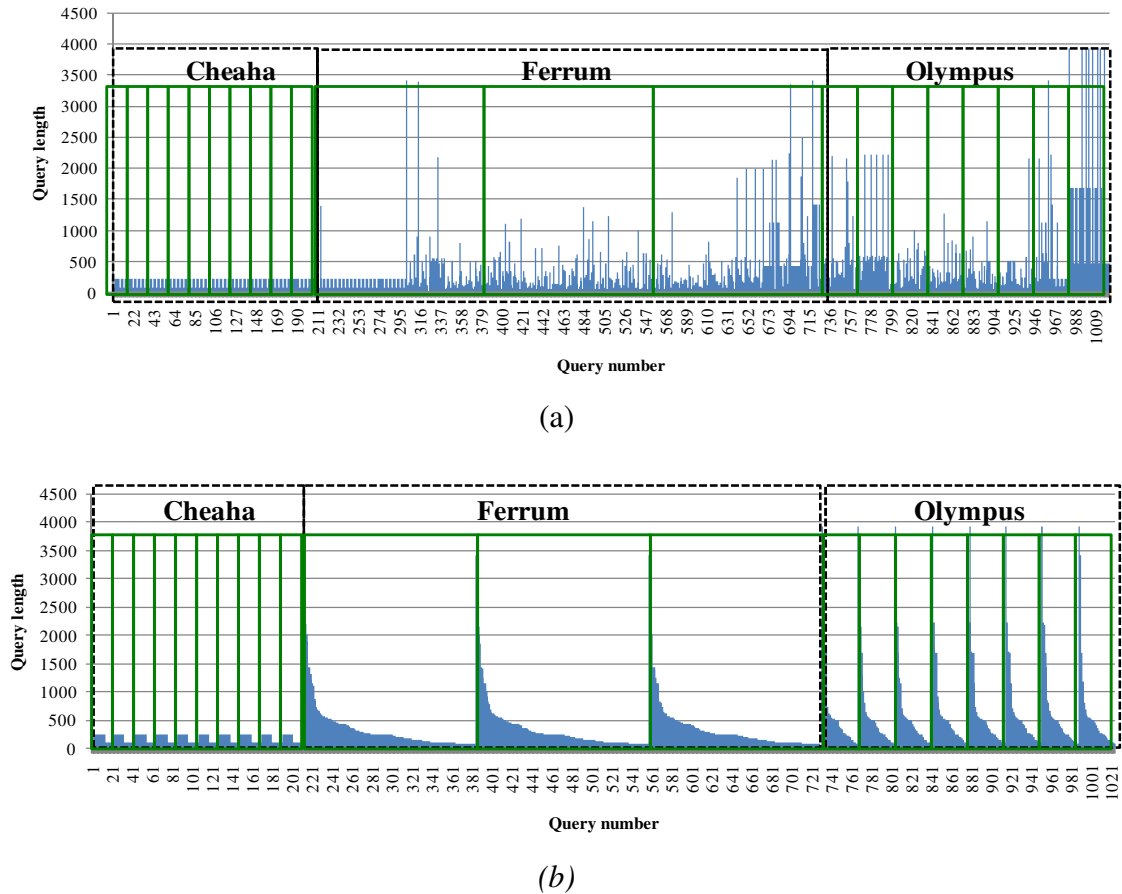 4500
4000
3500
3000
2500
2000
1500
1000
500
0
Query length
Cheaha Ferrum Olympus
1 22 43 64 85 106 127 148 169 190 211 232 253 274 295 316 337 358 379 400 421 442 463 484 505 526 547 568 589 610 631 652 673 694 715 736 757 778 799 820 841 862 883 904 925 946 967 988 1009
Query number
(a)
4500
4000
3500
3000
2500
2000
1500
1000
500
0
Query length
Cheaha Ferrum Olympus
1 21 41 61 81 101 121 141 161 181 201 221 241 261 281 301 321 341 361 381 401 421 441 461 481 501 521 541 561 581 601 621 641 661 681 701 721 741 761 781 801 821 841 861 881 901 921 941 961 981 1001 1021
Query number
(b)